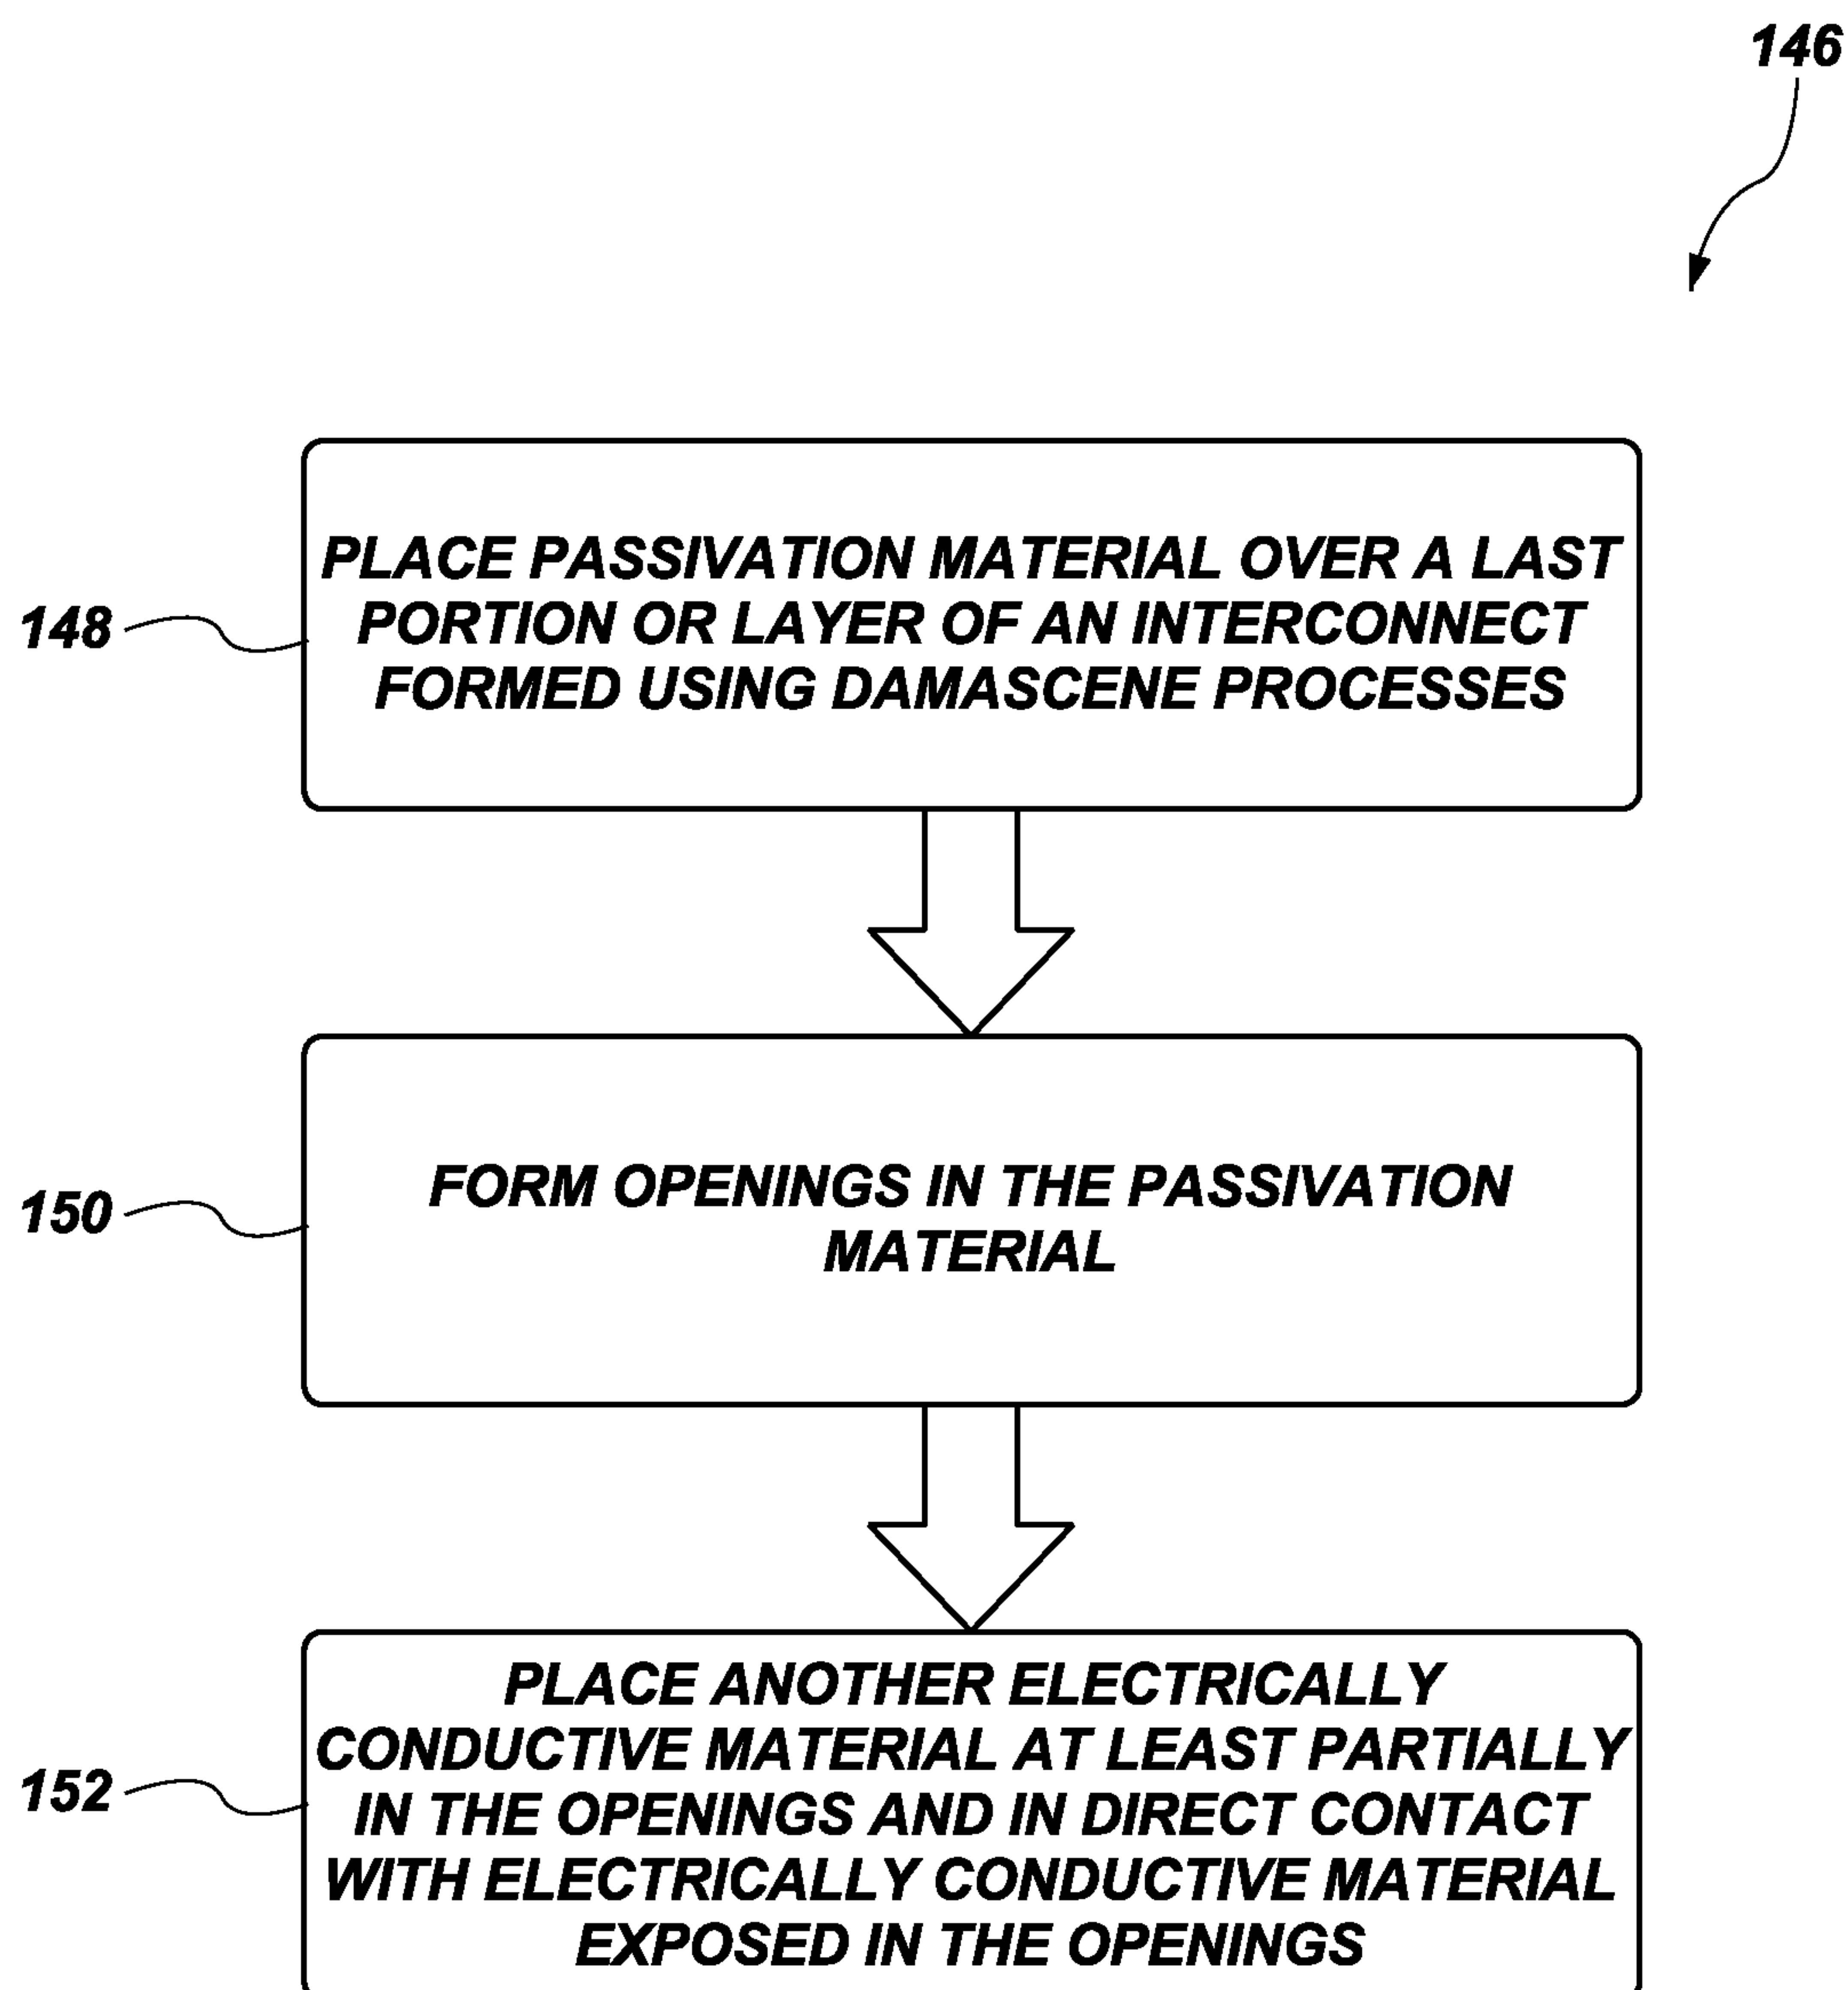 146
148
PLACE PASSIVATION MATERIAL OVER A LAST
PORTION OR LAYER OF AN INTERCONNECT
FORMED USING DAMASCENE PROCESSES
150
FORM OPENINGS IN THE PASSIVATION
MATERIAL
152
PLACE ANOTHER ELECTRICALLY
CONDUCTIVE MATERIAL AT LEAST PARTIALLY
IN THE OPENINGS AND IN DIRECT CONTACT
WITH ELECTRICALLY CONDUCTIVE MATERIAL
EXPOSED IN THE OPENINGS